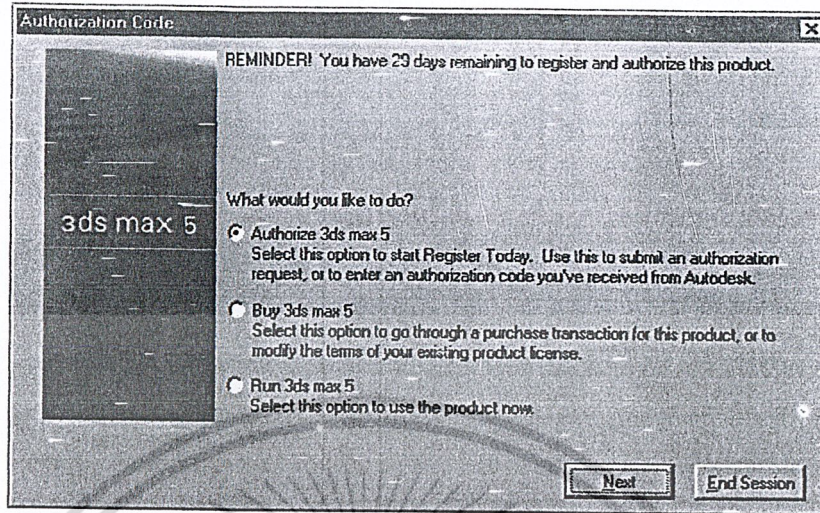 Authorization Code
REMINDER! You have 29 days remaining to register and authorize this product.
What would you like to do?
3ds max 5
Authorize 3ds max 5
Select this option to start Register Today. Use this to submit an authorization
request, or to enter an authorization code you've received from Autodesk.
Buy 3ds max 5
Select this option to go through a purchase transaction for this product, or to
modify the terms of your existing product license.
Run 3ds max 5
Select this option to use the product now.
Next
End Session